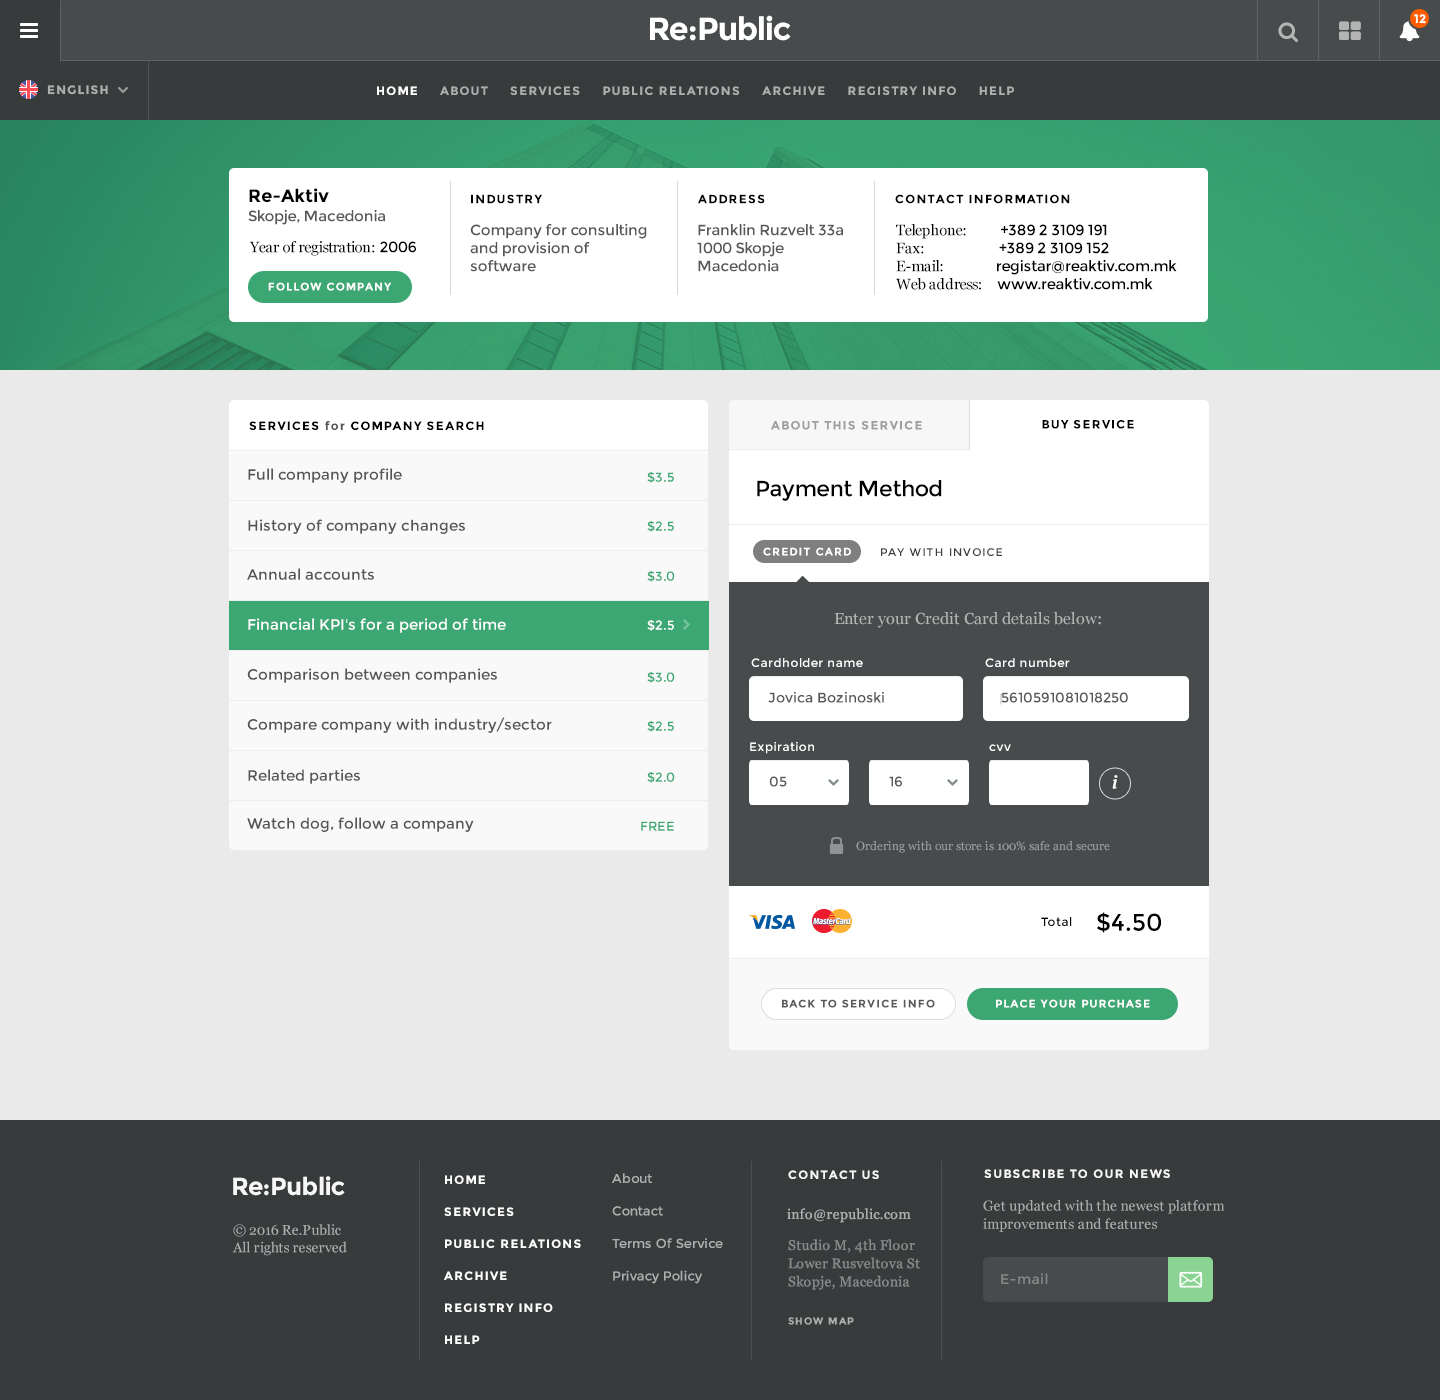 Re:Public
12
ENGLISH
HOME ABOUT SERVICES PUBLIC RELATIONS ARCHIVE REGISTRY INFO HELP
Re-Aktiv
Skopje, Macedonia
Year of registration: 2006
FOLLOW COMPANY
INDUSTRY
Company for consulting
and provision of
software
ADDRESS
Franklin Ruzvelt 33a
1000 Skopje
Macedonia
CONTACT INFORMATION
Telephone: +389 2 3109 191
Fax: +389 2 3109 152
E-mail: registar@reaktiv.com.mk
Web address: www.reaktiv.com.mk
SERVICES for COMPANY SEARCH
Full company profile $3.5
History of company changes $2.5
Annual accounts $3.0
Financial KPI's for a period of time $2.5
Comparison between companies $3.0
Compare company with industry/sector $2.5
Related parties $2.0
Watch dog, follow a company FREE
ABOUT THIS SERVICE BUY SERVICE
Payment Method
CREDIT CARD PAY WITH INVOICE
Enter your Credit Card details below:
Cardholder name Card number
Jovica Bozinoski 5610591081018250
Expiration cvv
05 16 i
Ordering with our store is 100% safe and secure
VISA MasterCard Total $4.50
BACK TO SERVICE INFO PLACE YOUR PURCHASE
Re:Public
© 2016 Re.Public
All rights reserved
HOME
SERVICES
PUBLIC RELATIONS
ARCHIVE
REGISTRY INFO
HELP
About
Contact
Terms Of Service
Privacy Policy
CONTACT US
info@republic.com
Studio M, 4th Floor
Lower Rusveltova St
Skopje, Macedonia
SHOW MAP
SUBSCRIBE TO OUR NEWS
Get updated with the newest platform
improvements and features
E-mail